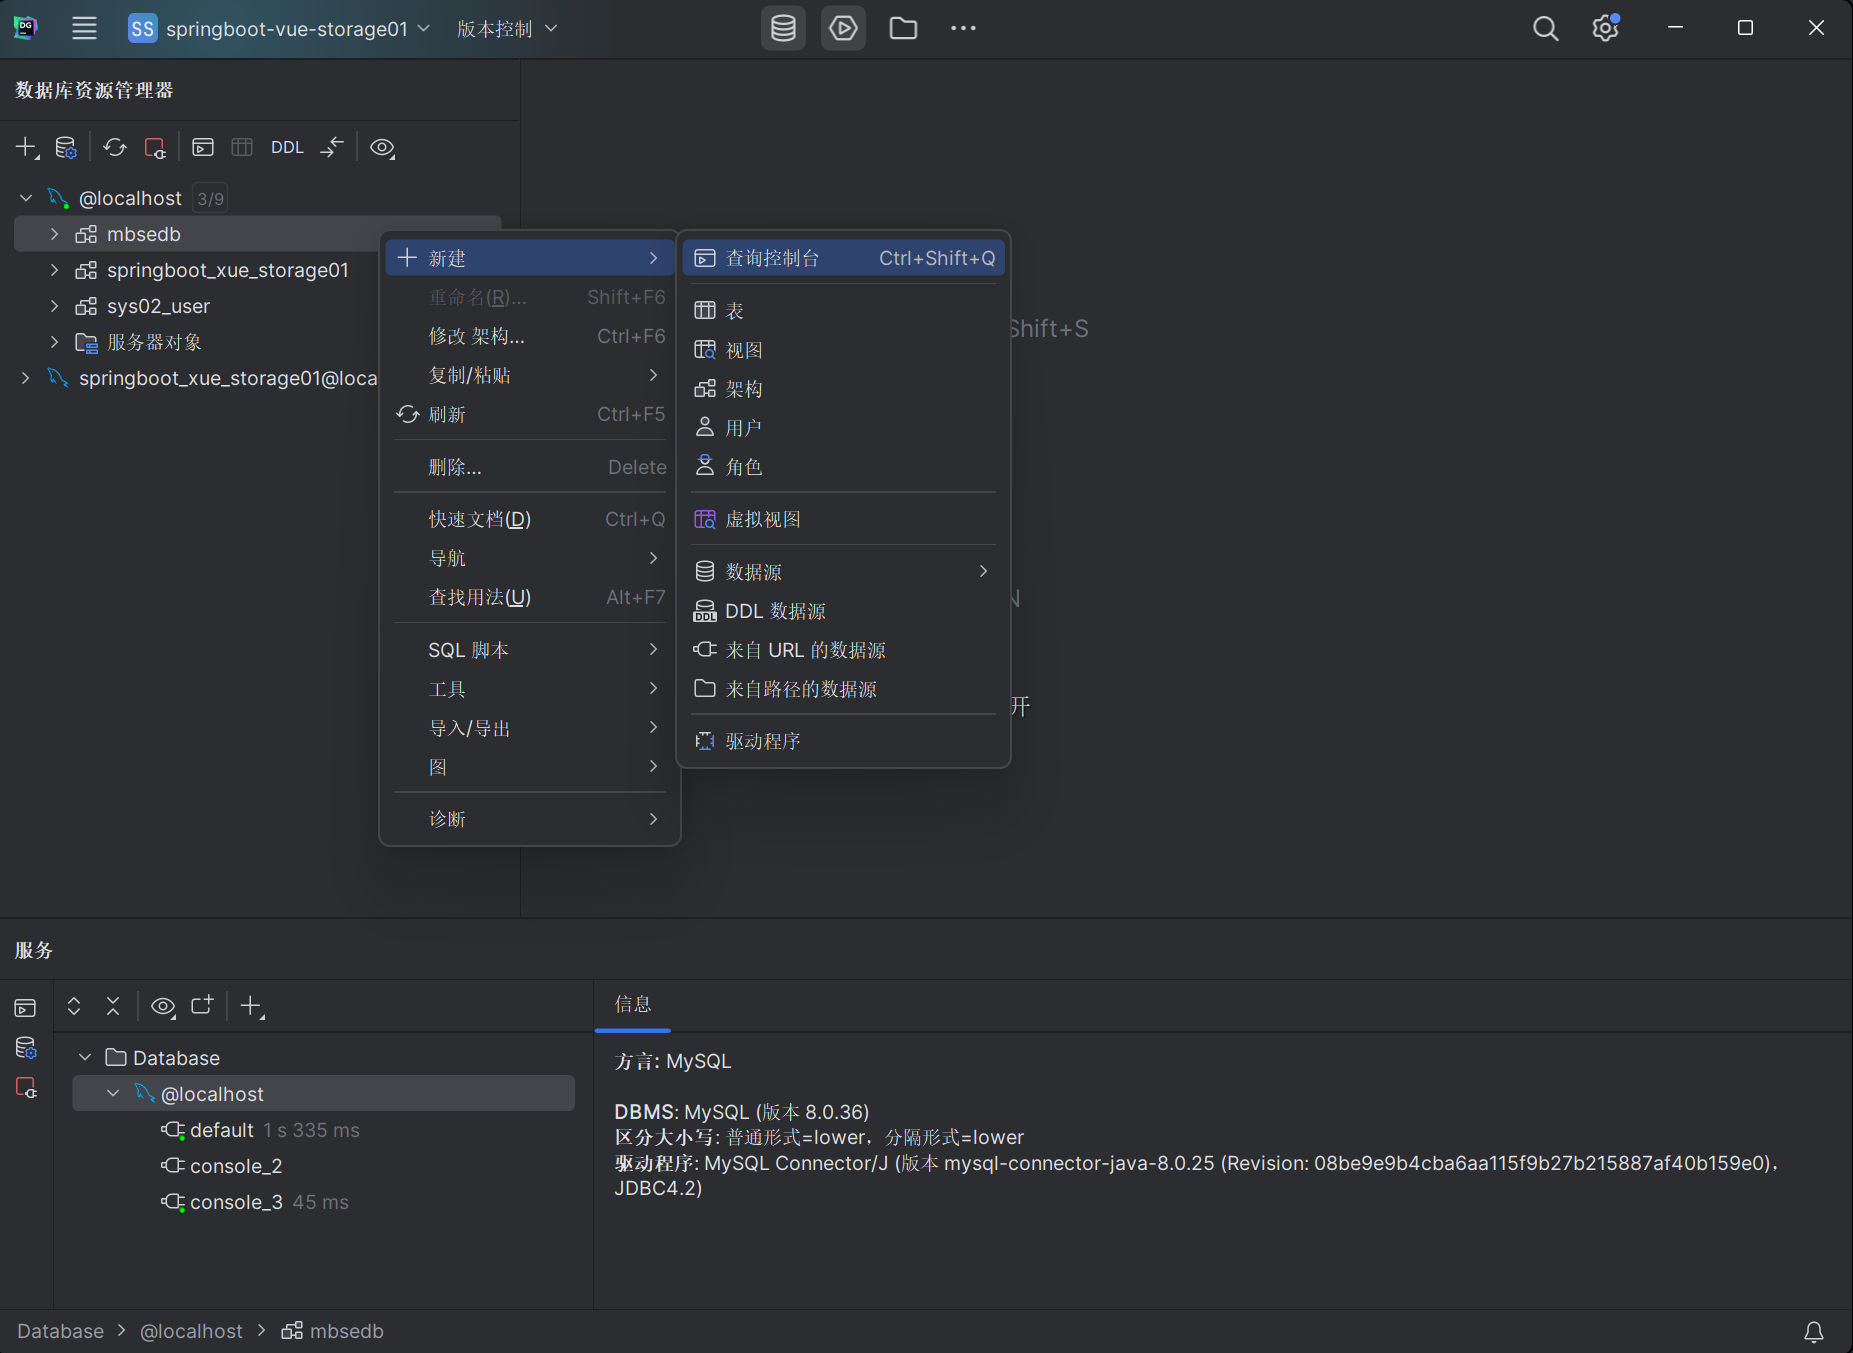 SS springboot-vue-storage01 版本控制
数据库资源管理器
DDL
@localhost 3/9
mbsedb
springboot_xue_storage01
sys02_user
服务器对象
springboot_xue_storage01@loca
新建
重命名(R)... Shift+F6
修改 架构... Ctrl+F6
复制/粘贴
刷新 Ctrl+F5
删除... Delete
快速文档(D) Ctrl+Q
导航
查找用法(U) Alt+F7
SQL 脚本
工具
导入/导出
图
诊断
查询控制台 Ctrl+Shift+Q
表
视图
架构
用户
角色
虚拟视图
数据源
DDL 数据源
来自 URL 的数据源
来自路径的数据源
驱动程序
Shift+S
N
开
服务
Database
@localhost
default 1 s 335 ms
console_2
console_3 45 ms
信息
方言: MySQL
DBMS: MySQL (版本 8.0.36)
区分大小写: 普通形式=lower，分隔形式=lower
驱动程序: MySQL Connector/J (版本 mysql-connector-java-8.0.25 (Revision: 08be9e9b4cba6aa115f9b27b215887af40b159e0)，
JDBC4.2)
Database > @localhost > mbsedb